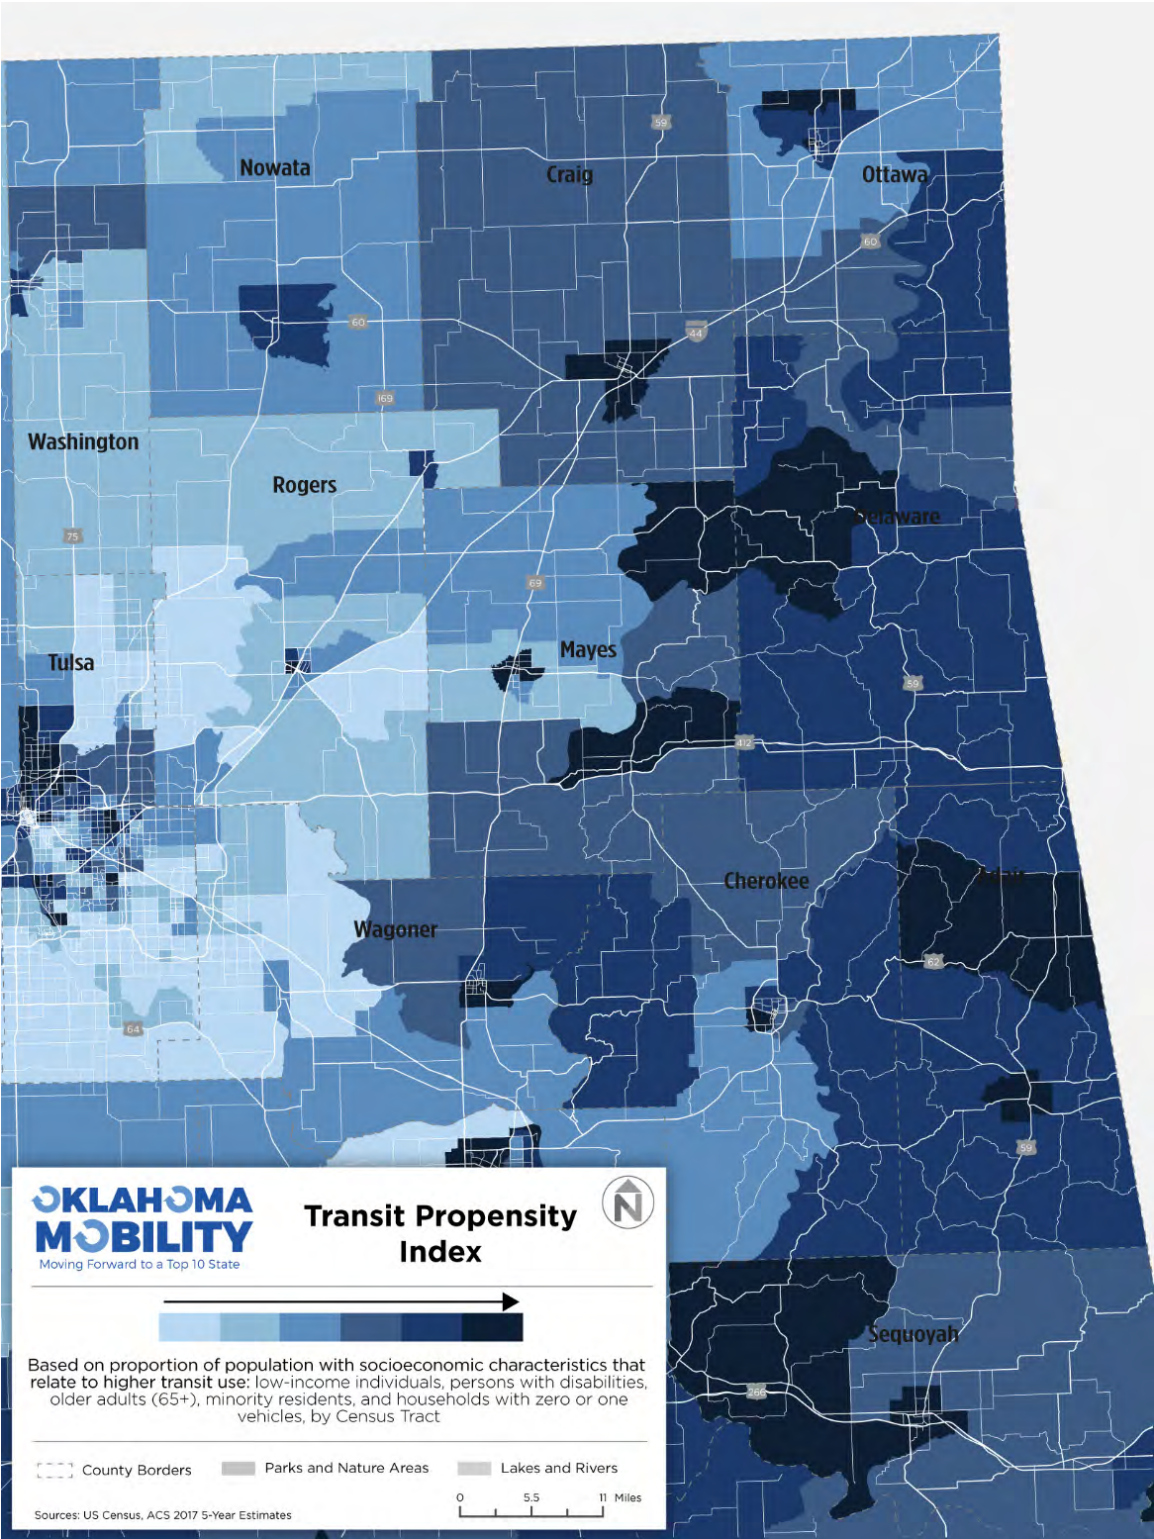 59
Nowata
Craig
Ottawa
60
60
44
169
Washington
Rogers
75
Delaware
69
Tulsa
Mayes
59
412
Cherokee
Adair
Wagoner
62
64
59
OKLAHOMA
MOBILITY
Moving Forward to a Top 10 State
Transit Propensity
Index
N
Based on proportion of population with socioeconomic characteristics that
relate to higher transit use: low-income individuals, persons with disabilities,
older adults (65+), minority residents, and households with zero or one
vehicles, by Census Tract
County Borders
Parks and Nature Areas
Lakes and Rivers
0 5.5 11 Miles
Sources: US Census, ACS 2017 5-Year Estimates
Sequoyah
266